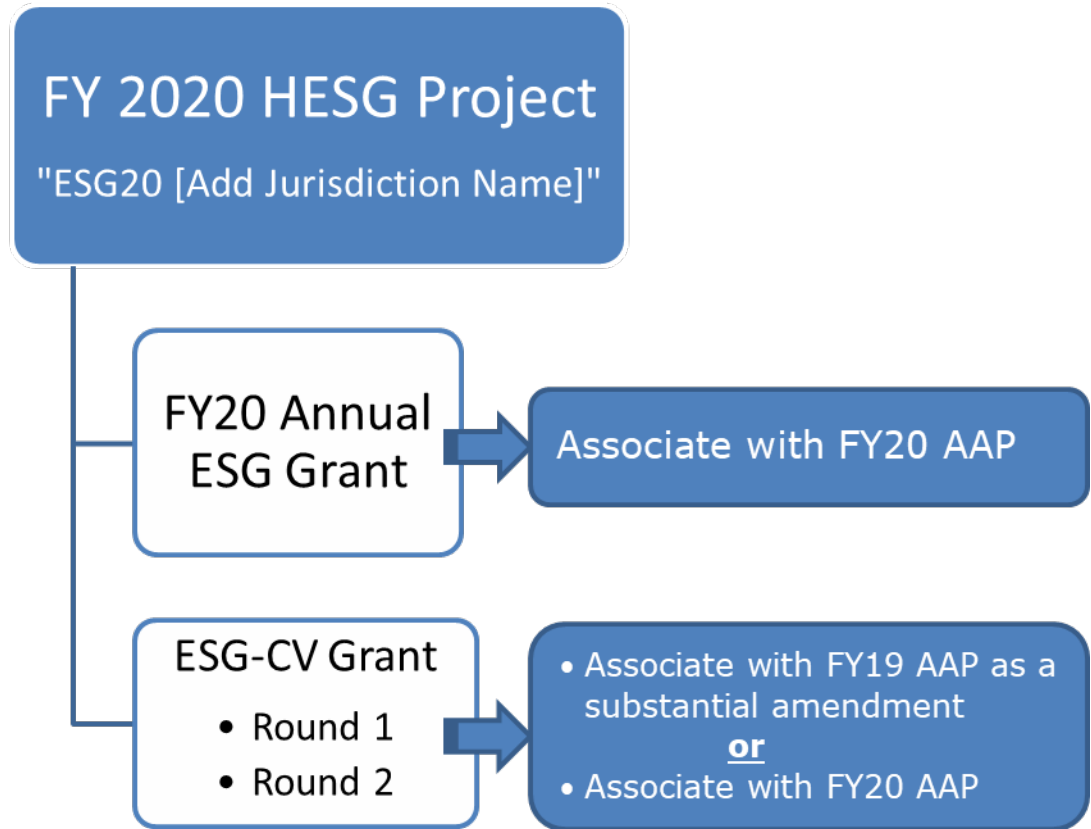 FY 2020 HESG Project
"ESG20 [Add Jurisdiction Name]"
FY20 Annual
ESG Grant
Associate with FY20 AAP
ESG-CV Grant
• Round 1
• Round 2
• Associate with FY19 AAP as a
substantial amendment
or
• Associate with FY20 AAP